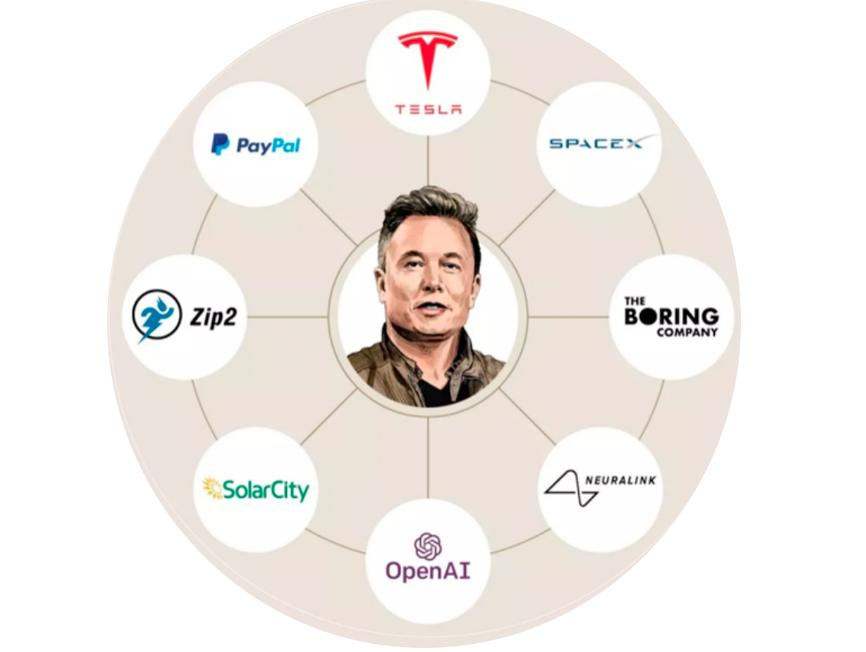 TESLA
PayPal
SPACEX
Zip2
THE
BORING
COMPANY
SolarCity
NEURALINK
OpenAI